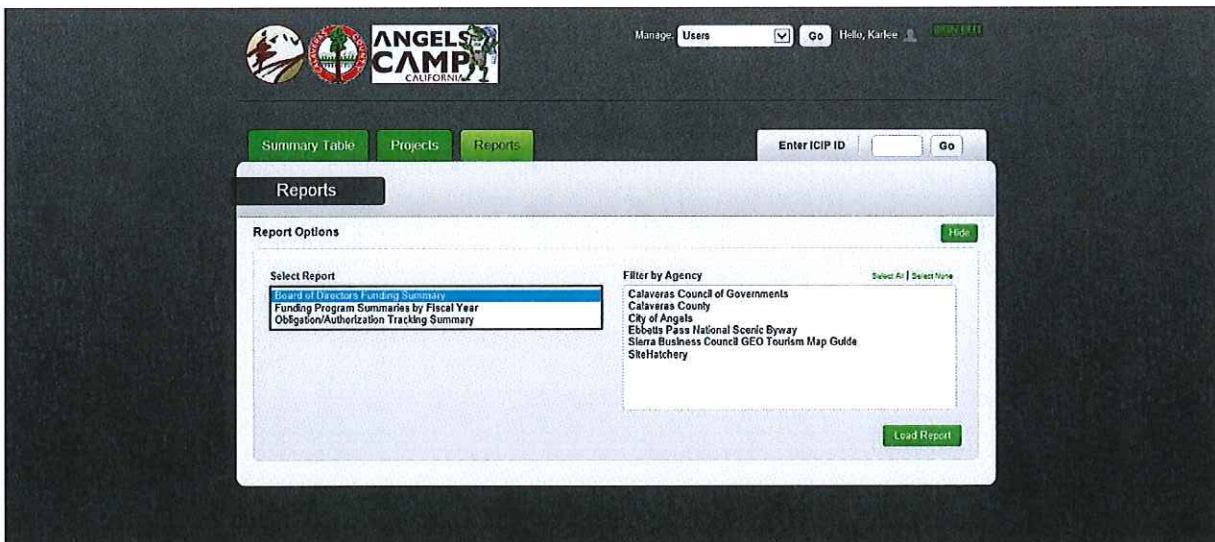 ANGELS
CAMP
CALIFORNIA
Manage: Users Go Hello, Karlee
Summary Table Projects Reports Enter ICIP ID Go
Reports
Report Options Hide
Select Report
Board of Directors Funding Summary
Funding Program Summaries by Fiscal Year
Obligation/Authorization Tracking Summary
Filter by Agency Select All | Select None
Calaveras Council of Governments
Calaveras County
City of Angels
Ebbetts Pass National Scenic Byway
Sierra Business Council GEO Tourism Map Guide
SiteHatchery
Load Report